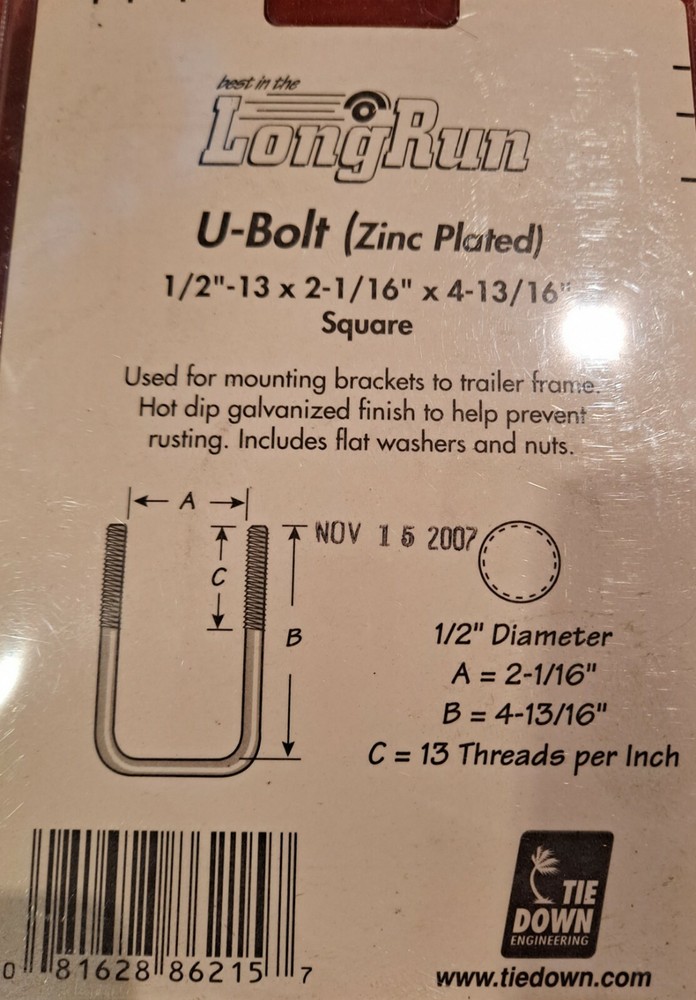 best in the
LongRun
U-Bolt (Zinc Plated)
1/2"-13 x 2-1/16" x 4-13/16"
Square
Used for mounting brackets to trailer frame.
Hot dip galvanized finish to help prevent
rusting. Includes flat washers and nuts.
A
C
B
NOV 15 2007
1/2" Diameter
A = 2-1/16"
B = 4-13/16"
C = 13 Threads per Inch
0 81628 86215 7
TIE
DOWN
ENGINEERING
www.tiedown.com